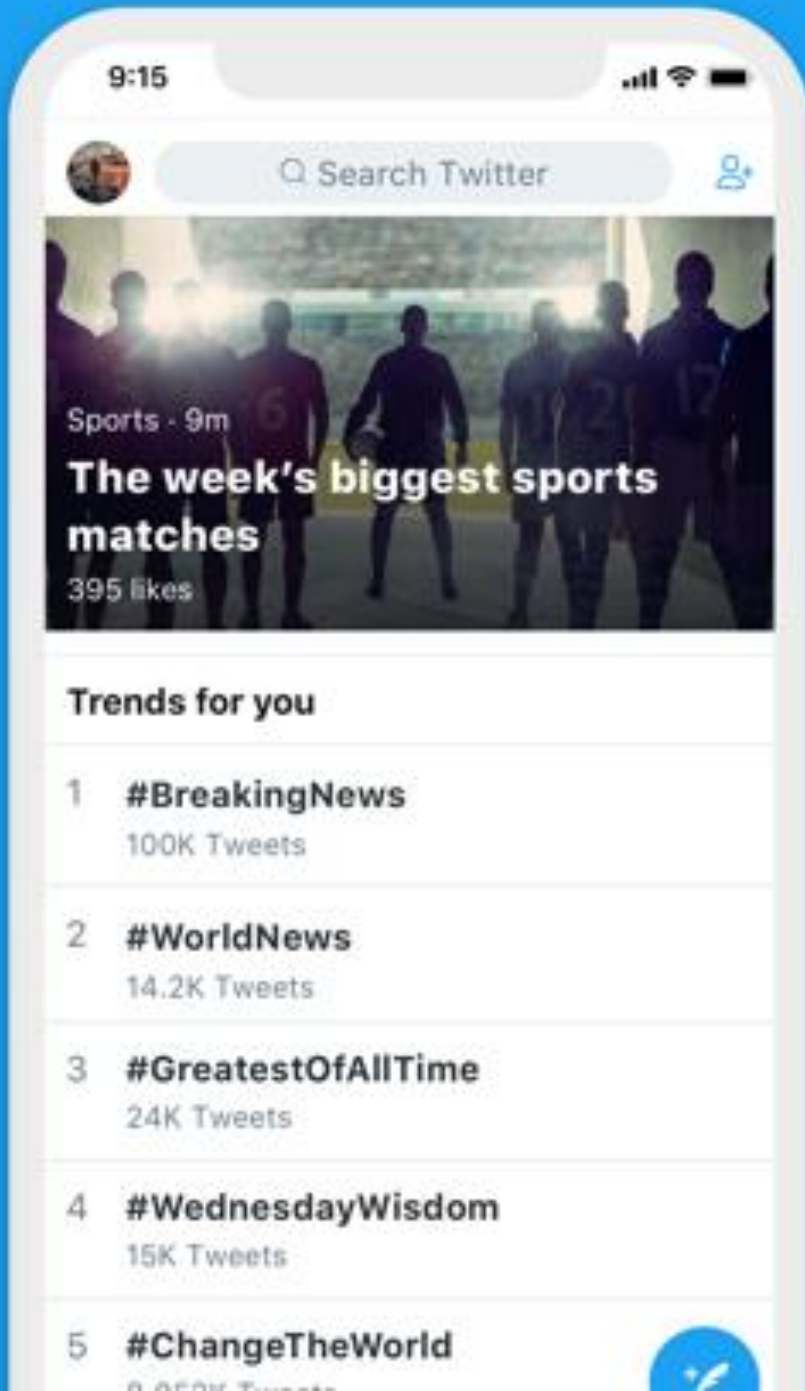 9:15
Search Twitter
Sports · 9m
The week's biggest sports
matches
395 likes
Trends for you
1 #BreakingNews
100K Tweets
2 #WorldNews
14.2K Tweets
3 #GreatestOfAllTime
24K Tweets
4 #WednesdayWisdom
15K Tweets
5 #ChangeTheWorld